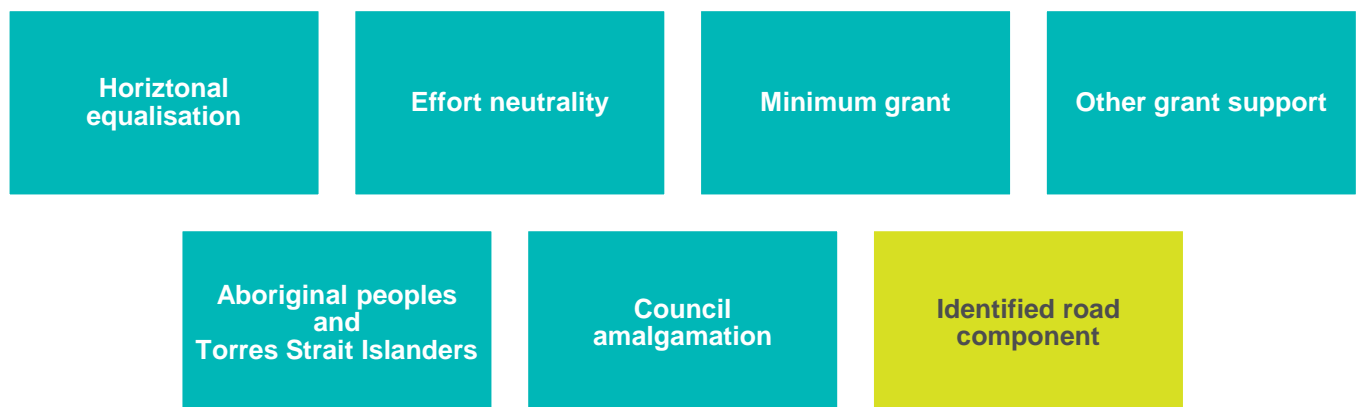 Horiztonal
equalisation
Effort neutrality
Minimum grant
Other grant support
Aboriginal peoples
and
Torres Strait Islanders
Council
amalgamation
Identified road
component